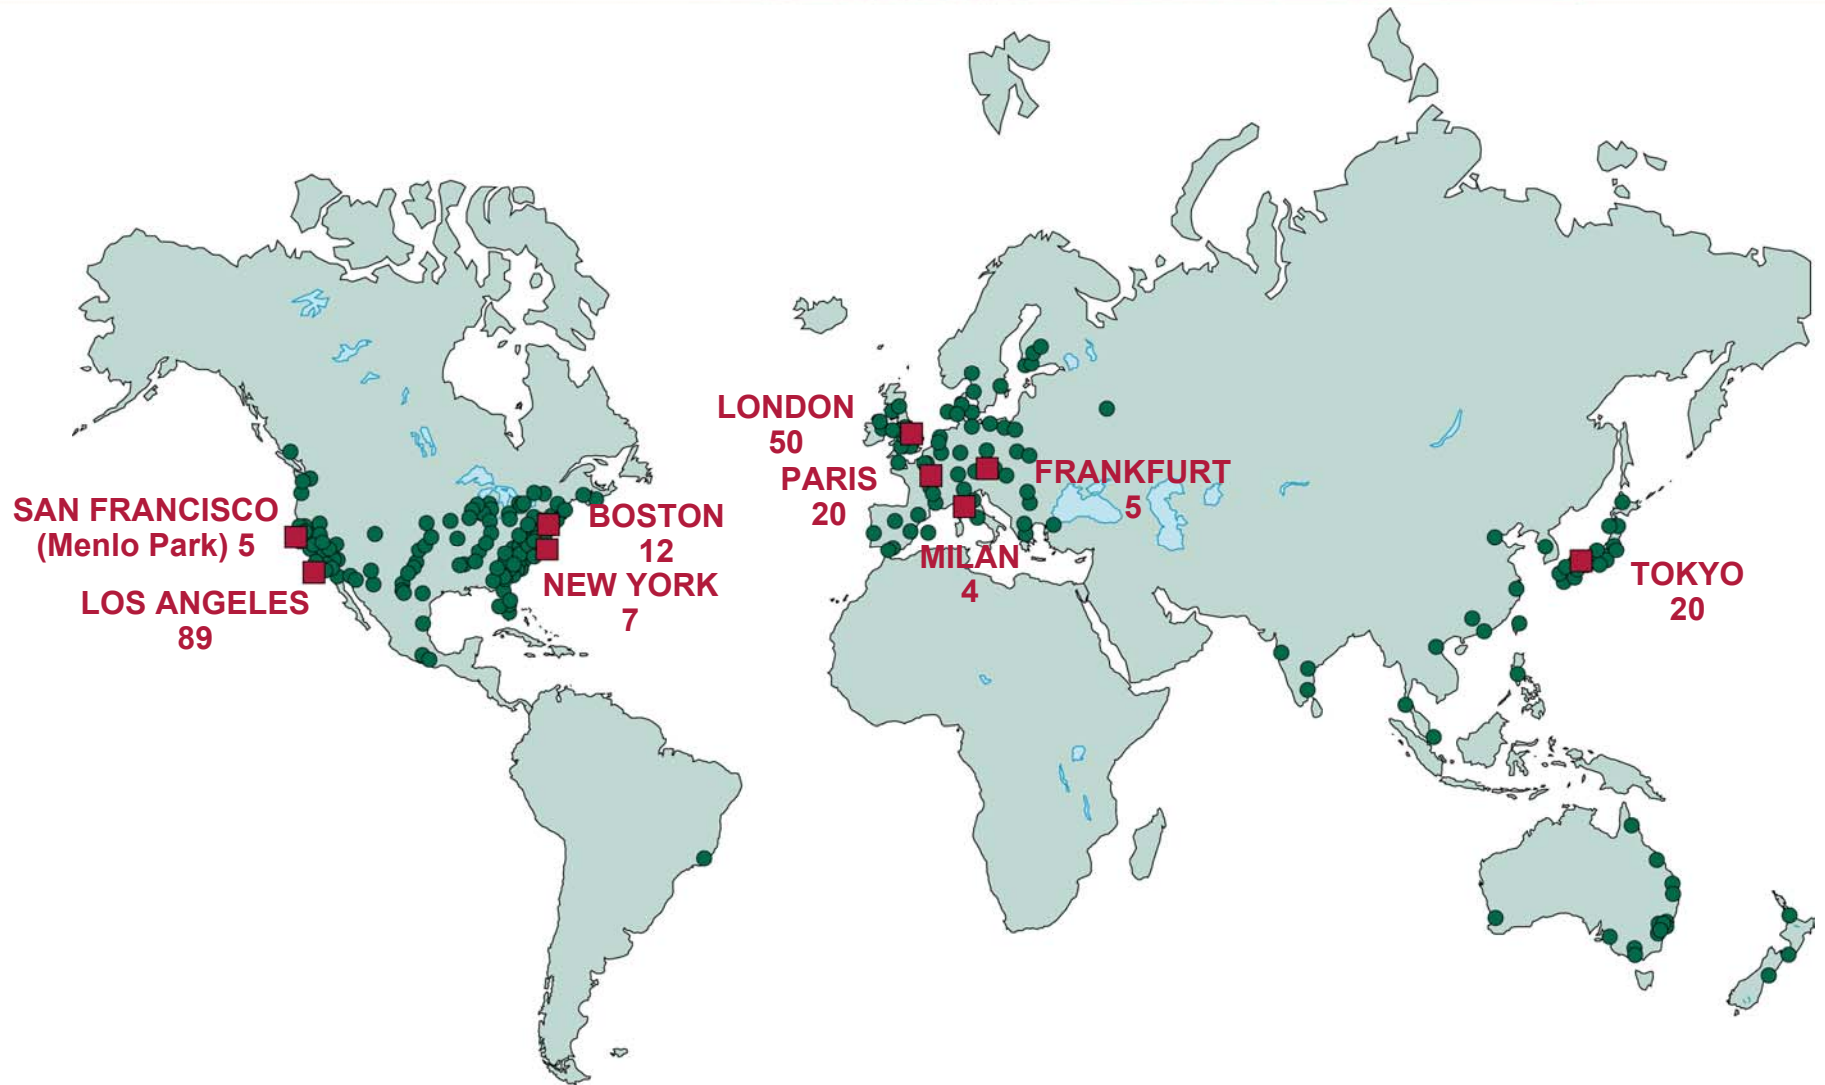 LONDON
50
PARIS
20
FRANKFURT
5
SAN FRANCISCO
(Menlo Park) 5
BOSTON
12
MILAN
4
NEW YORK
7
LOS ANGELES
89
TOKYO
20